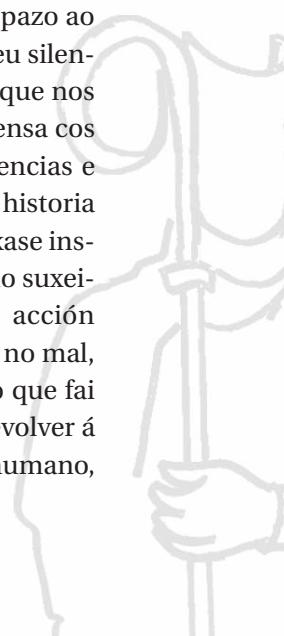 pazo ao
eu silen-
que nos
ensa cos
encias e
historia
xase ins-
o suxei-
acción
no mal,
o que fai
evolver á
humano,